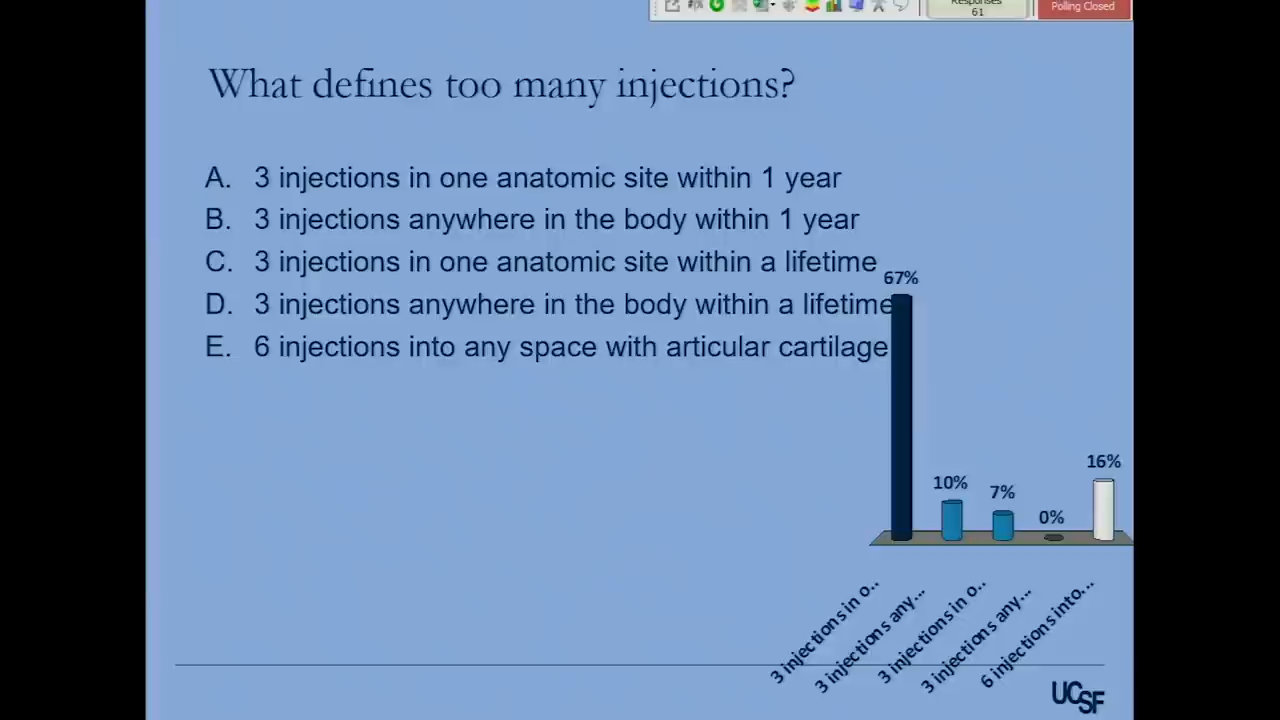 Responses
61
Polling Closed
What defines too many injections?
A. 3 injections in one anatomic site within 1 year
B. 3 injections anywhere in the body within 1 year
C. 3 injections in one anatomic site within a lifetime
D. 3 injections anywhere in the body within a lifetime
E. 6 injections into any space with articular cartilage
67%
10%
7%
0%
16%
3 injections in o..
3 injections any...
3 injections in o..
3 injections any...
6 injections into...
UCSF